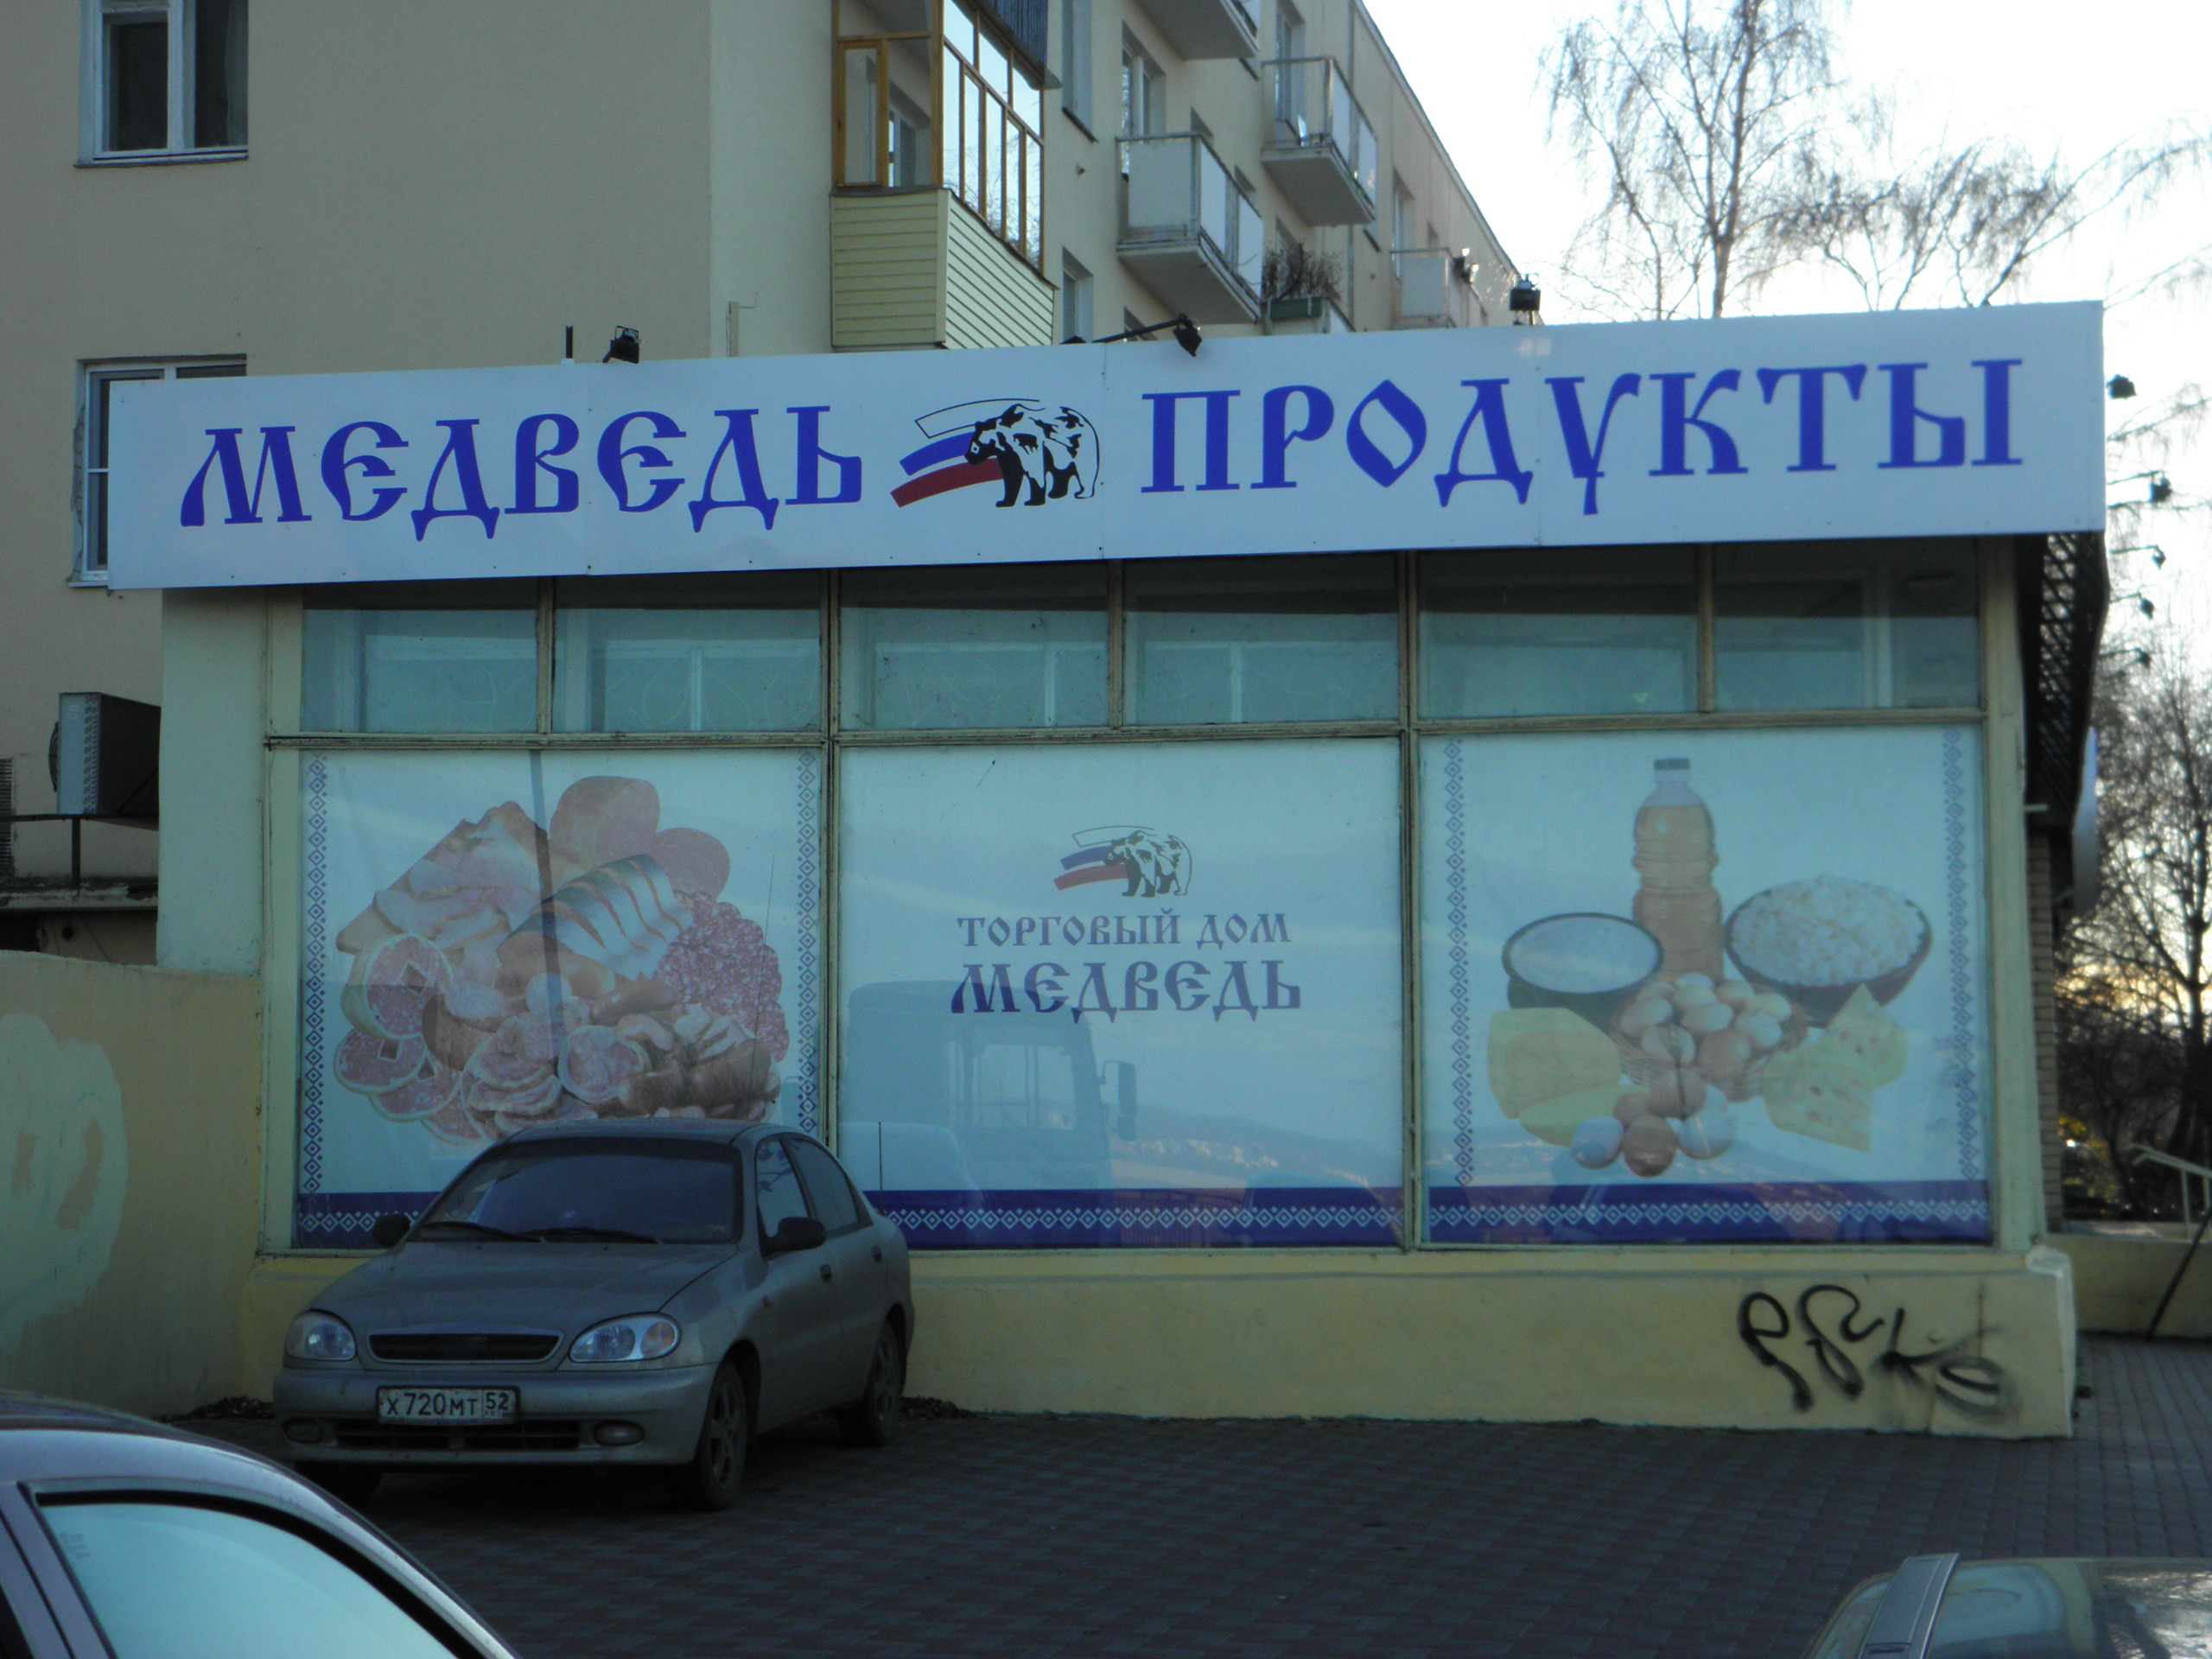 МЕДВЕДЬ ПРОДУКТЫ
ТОРГОВЫЙ ДОМ
МЕДВЕДЬ
Х720МТ 52